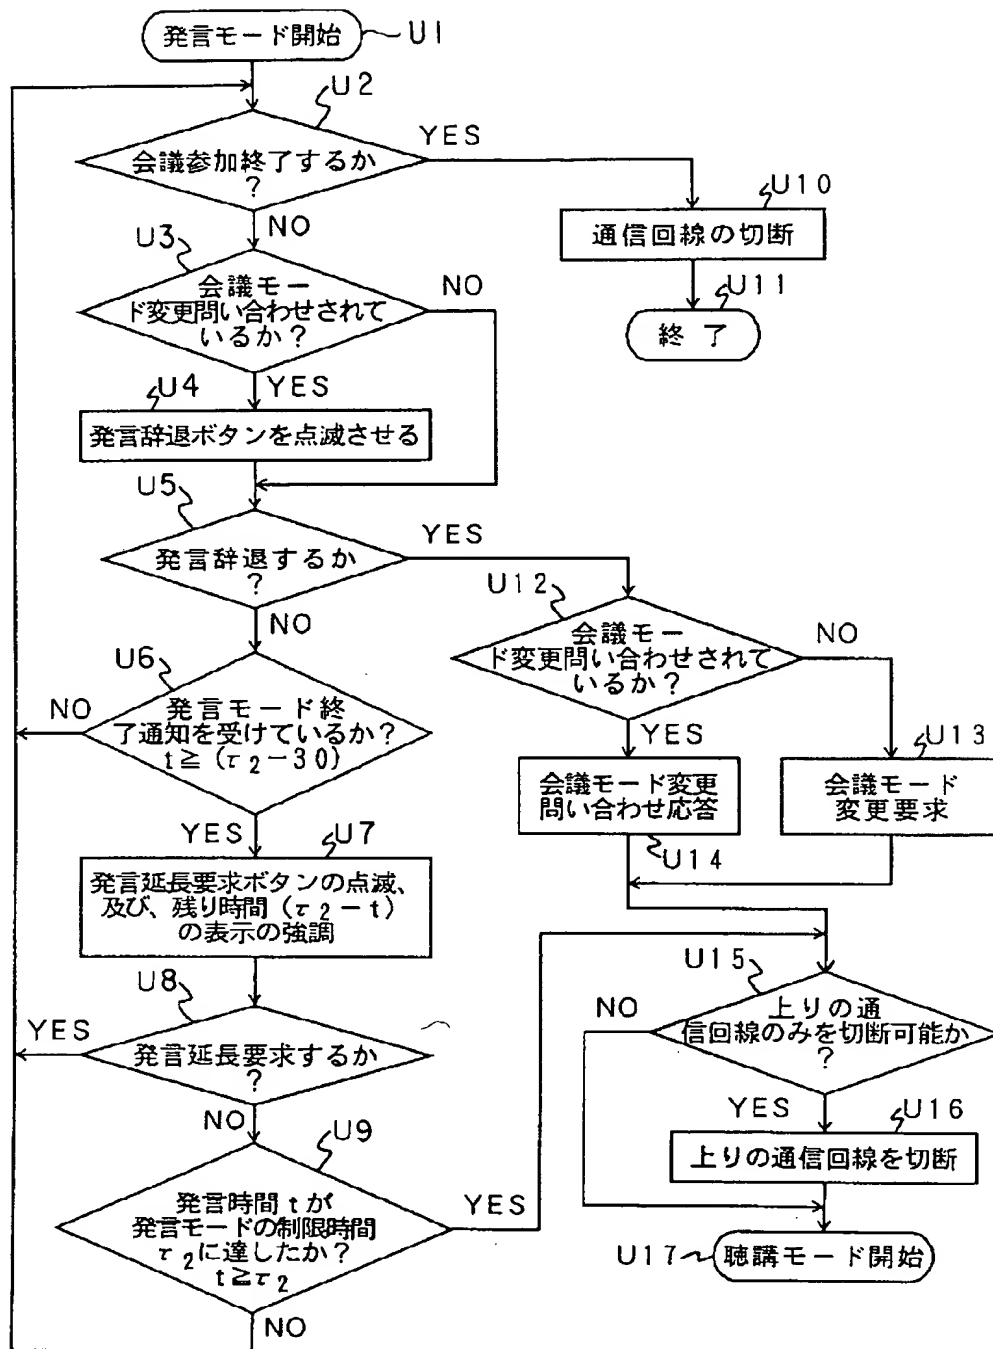 発言モード開始
U1
U2
会議参加終了するか
?
YES
NO
U10
通信回線の切断
U11
終了
U3
会議モー
ド変更問い合わせされて
いるか?
NO
YES
U4
発言辞退ボタンを点滅させる
U5
発言辞退するか
?
YES
NO
U12
会議モー
ド変更問い合わせされて
いるか?
NO
YES
U6
発言モード終
了通知を受けているか?
t≧(τ2-30)
NO
YES
U13
会議モード
変更要求
会議モード変更
問い合わせ応答
U14
U7
発言延長要求ボタンの点滅、
及び、残り時間(τ2-t)
の表示の強調
U8
発言延長要求するか
?
YES
NO
U15
上りの通
信回線のみを切断可能か
?
NO
YES
U16
上りの通信回線を切断
U9
発言時間tが
発言モードの制限時間
τ2に達したか?
t≧τ2
YES
NO
U17
聴講モード開始